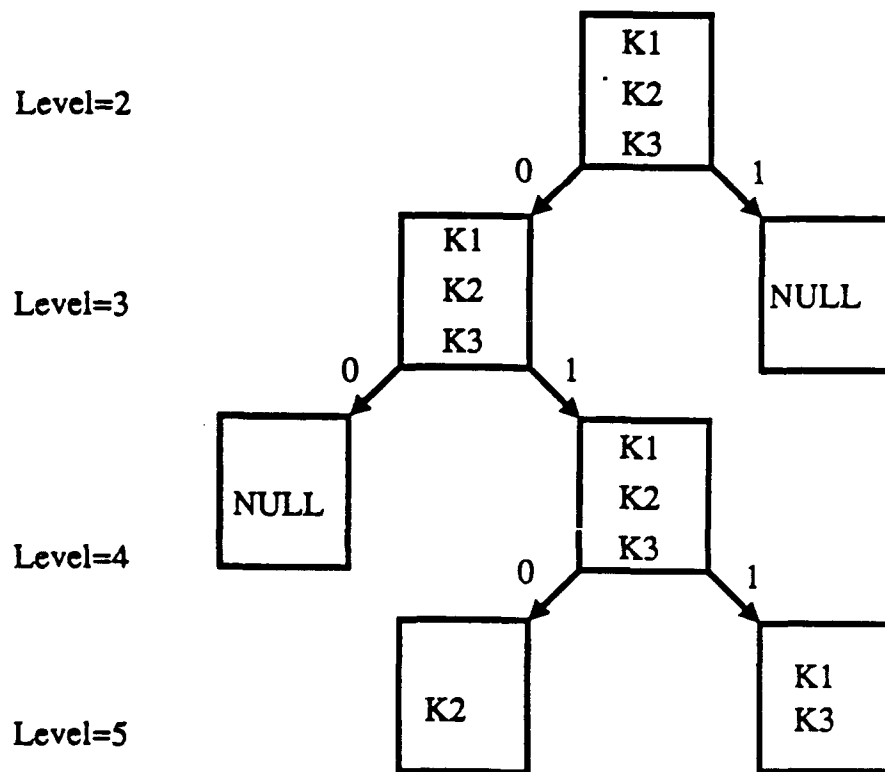 K1
Level=2
K2
K3
0
1
K1
Level=3
K2
NULL
K3
0
1
K1
NULL
K2
Level=4
K3
0
1
K2
K1
K3
Level=5